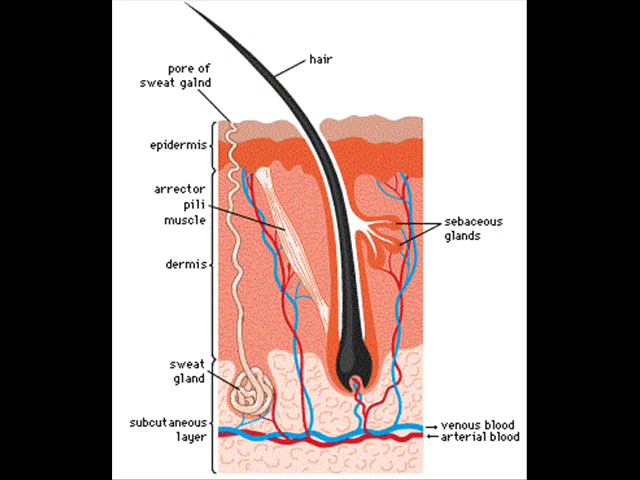 hair
pore of
sweat galnd
epidermis
arrector
pili
muscle
sebaceous
glands
dermis
sweat
gland
subcutaneous
layer
venous blood
arterial blood